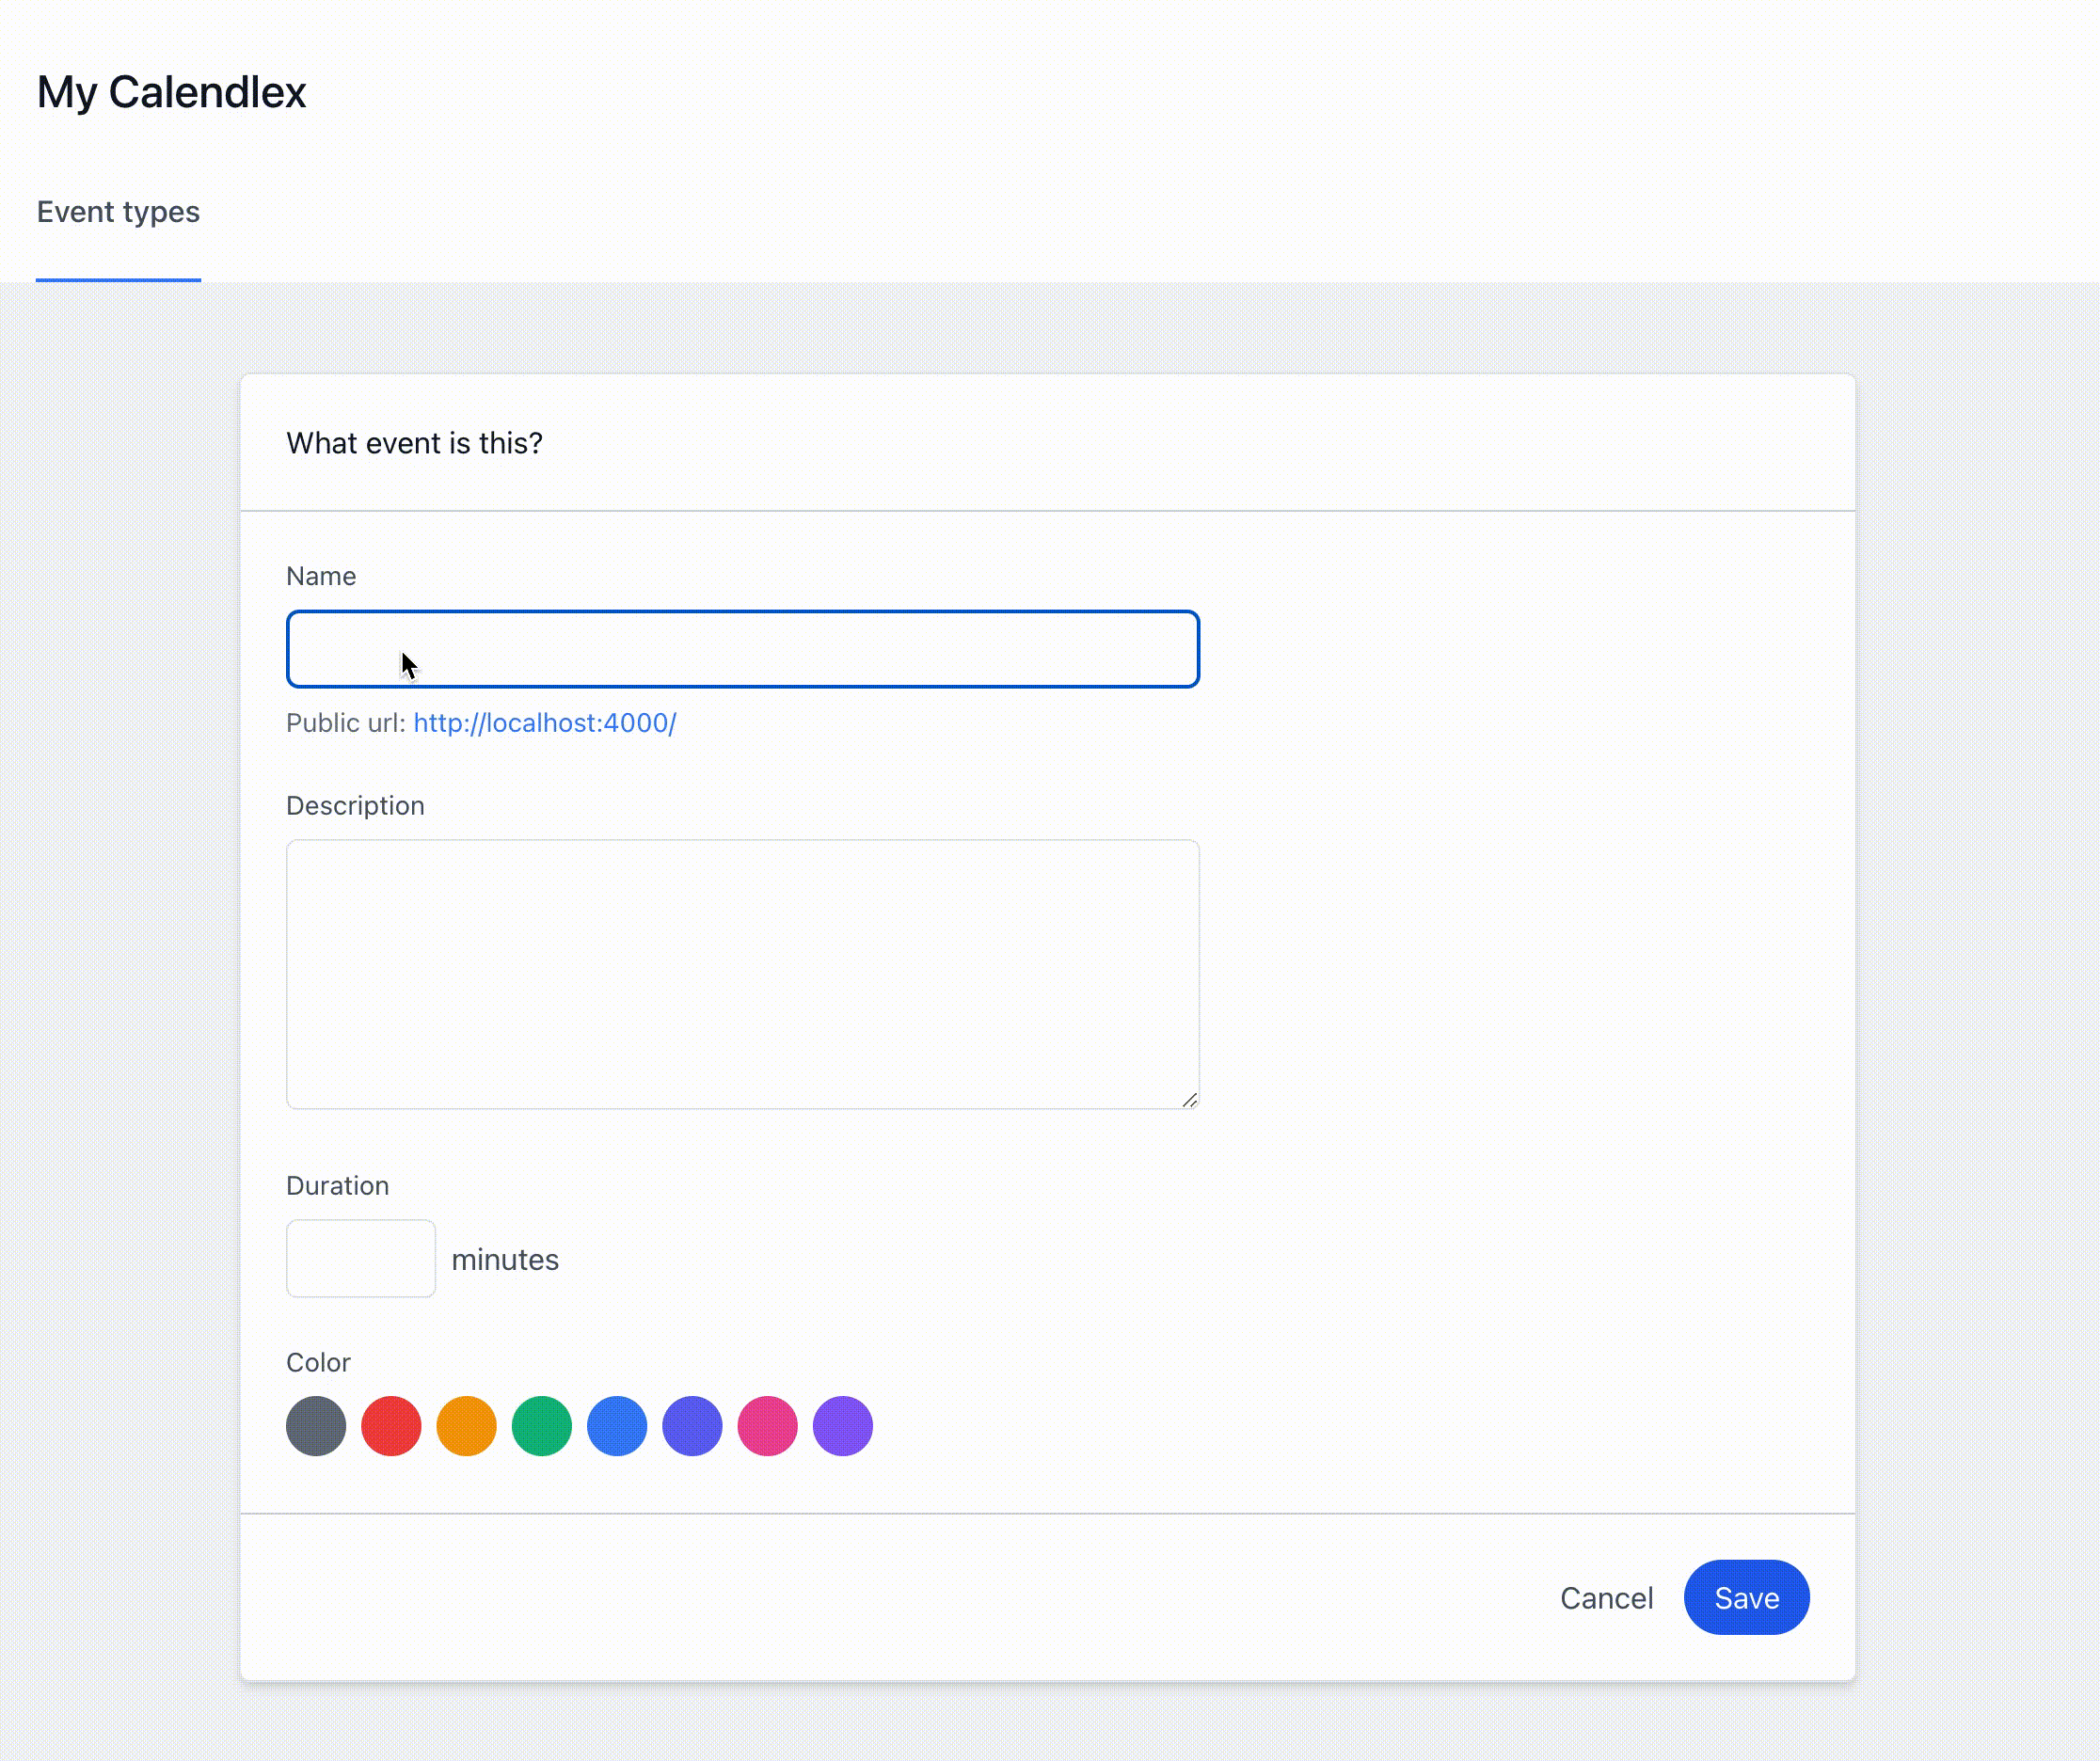 My Calendlex
Event types
What event is this?
Name
Public url: http://localhost:4000/
Description
Duration
minutes
Color
Cancel Save